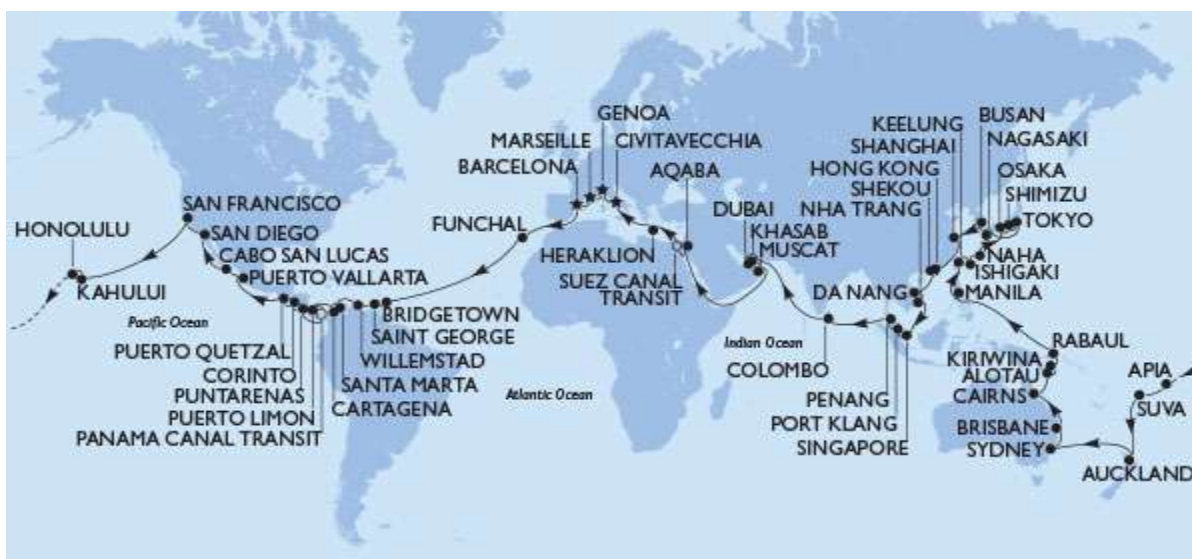 GENOA
MARSEILLE
CIVITAVECCHIA
BARCELONA
AQABA
KEELUNG
BUSAN
SHANGHAI
NAGASAKI
HONG KONG
OSAKA
SHEKOU
SHIMIZU
NHA TRANG
TOKYO
SAN FRANCISCO
FUNCHAL
DUBAI
KHASAB
MUSCAT
HONOLULU
SAN DIEGO
HERAKLION
NAHA
CABO SAN LUCAS
SUEZ CANAL
TRANSIT
ISHIGAKI
KAHULUI
PUERTO VALLARTA
DA NANG
MANILA
BRIDGETOWN
Pacific Ocean
SAINT GEORGE
Indian Ocean
RABAUL
PUERTO QUETZAL
WILLEMSTAD
COLOMBO
KIRIWINA
APIA
CORINTO
SANTA MARTA
ALOTAU
PUNTARENAS
Atlantic Ocean
PENANG
CAIRNS
SUVA
PUERTO LIMON
CARTAGENA
PORT KLANG
BRISBANE
PANAMA CANAL TRANSIT
SINGAPORE
SYDNEY
AUCKLAND